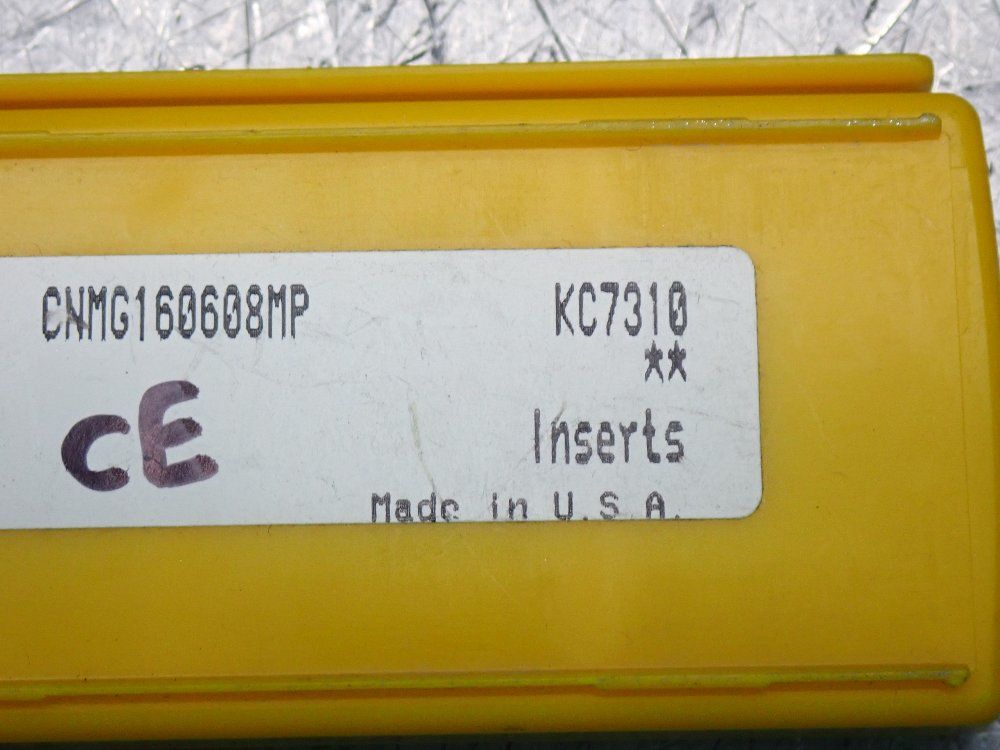 CNMG160608MP KC7310
**
CE
Inserts
Made in U.S.A.